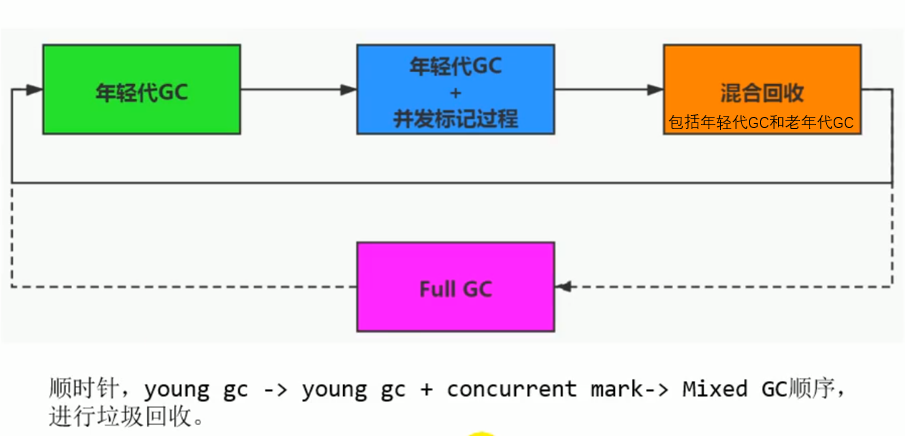 年轻代GC
年轻代GC
+
并发标记过程
混合回收
包括年轻代GC和老年代GC
Full GC
顺时针，young gc -> young gc + concurrent mark-> Mixed GC顺序，
进行垃圾回收。